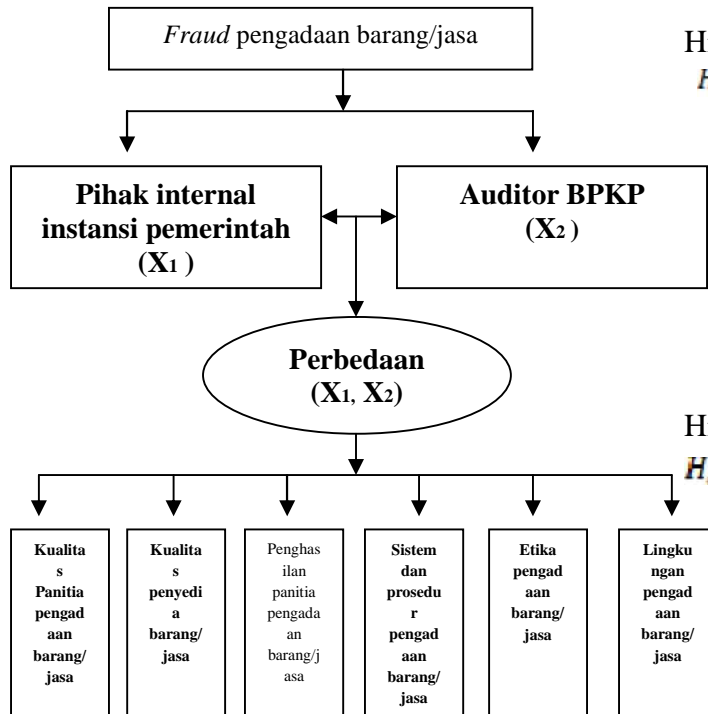 Fraud pengadaan barang/jasa
Pihak internal
instansi pemerintah
(X1 )
Auditor BPKP
(X2 )
Perbedaan
(X1, X2)
Kualita
s
Panitia
pengad
aan
barang/
jasa
Kualita
s
penyedi
a
barang/
jasa
Penghas
ilan
panitia
pengada
an
barang/j
asa
Sistem
dan
prosedu
r
pengad
aan
barang/
jasa
Etika
pengad
aan
barang/
jasa
Lingku
ngan
pengad
aan
barang/
jasa